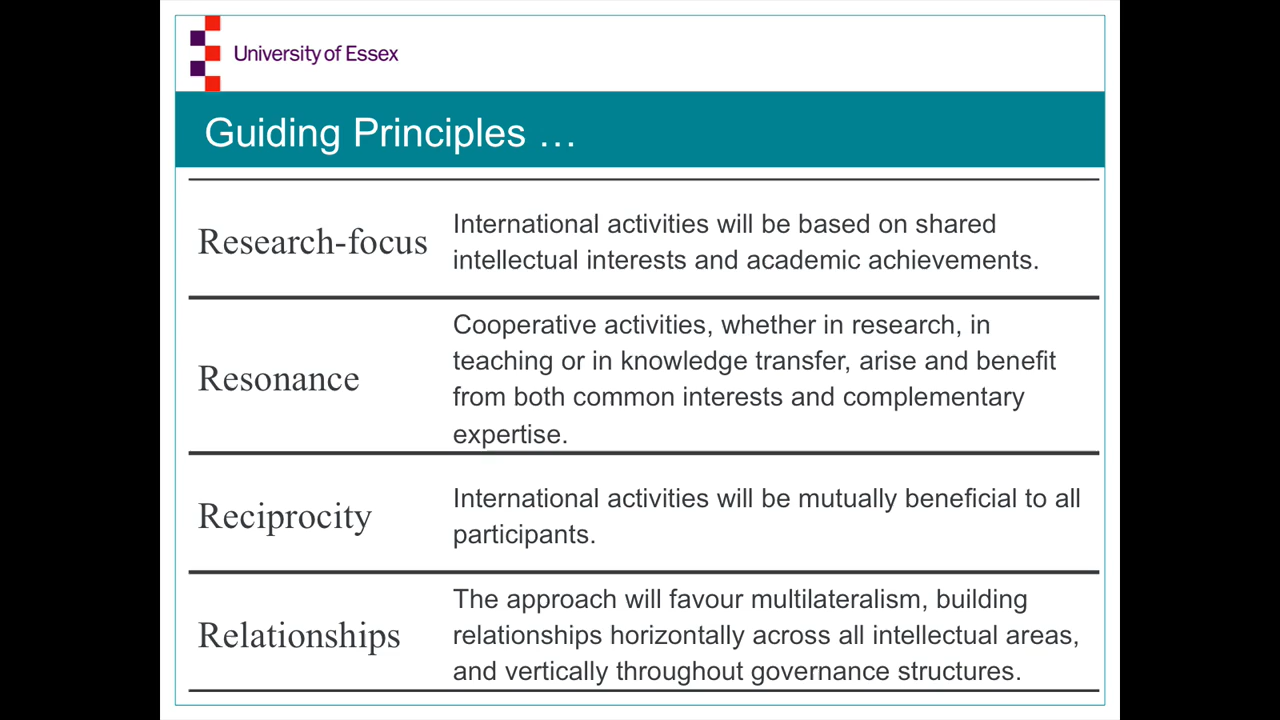 University of Essex
Guiding Principles …
Research-focus
International activities will be based on shared
intellectual interests and academic achievements.
Resonance
Cooperative activities, whether in research, in
teaching or in knowledge transfer, arise and benefit
from both common interests and complementary
expertise.
Reciprocity
International activities will be mutually beneficial to all
participants.
Relationships
The approach will favour multilateralism, building
relationships horizontally across all intellectual areas,
and vertically throughout governance structures.